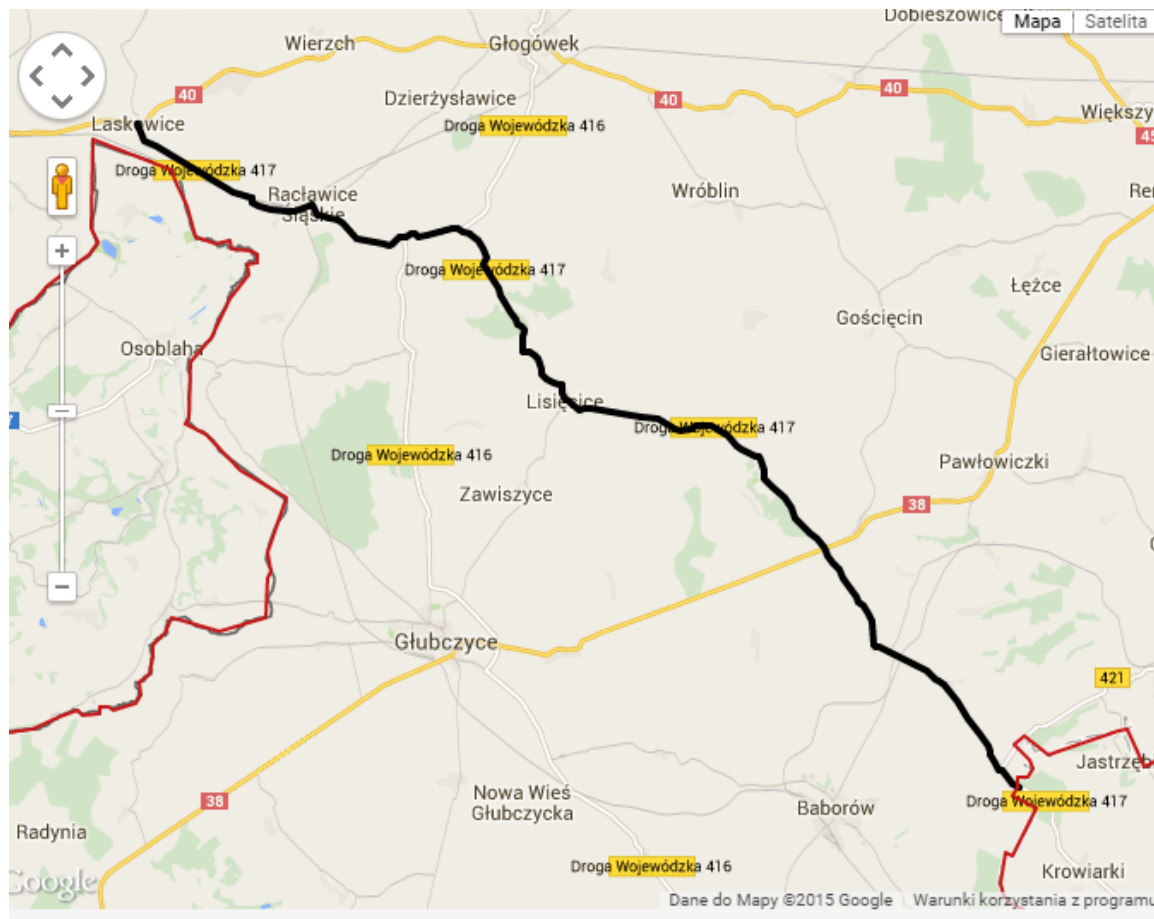 Dobieszowice
Mapa
Satelita
Wierzch
Głogówek
40
40
40
Dzierżysławice
Laskowice
Droga Wojewódzka 416
Większy
45
Droga Wojewódzka 417
Racławice
Śląskie
Wróblin
Droga Wojewódzka 417
Łężce
Gościęcin
Osoblaha
Gierałtowice
Lisięcice
Droga Wojewódzka 417
Droga Wojewódzka 416
Pawłowiczki
Zawiszyce
38
Głubczyce
421
Jastrzęb
Nowa Wieś
Głubczycka
38
Baborów
Droga Wojewódzka 417
Radynia
Droga Wojewódzka 416
Krowiarki
Google
Dane do Mapy ©2015 Google
Warunki korzystania z programu